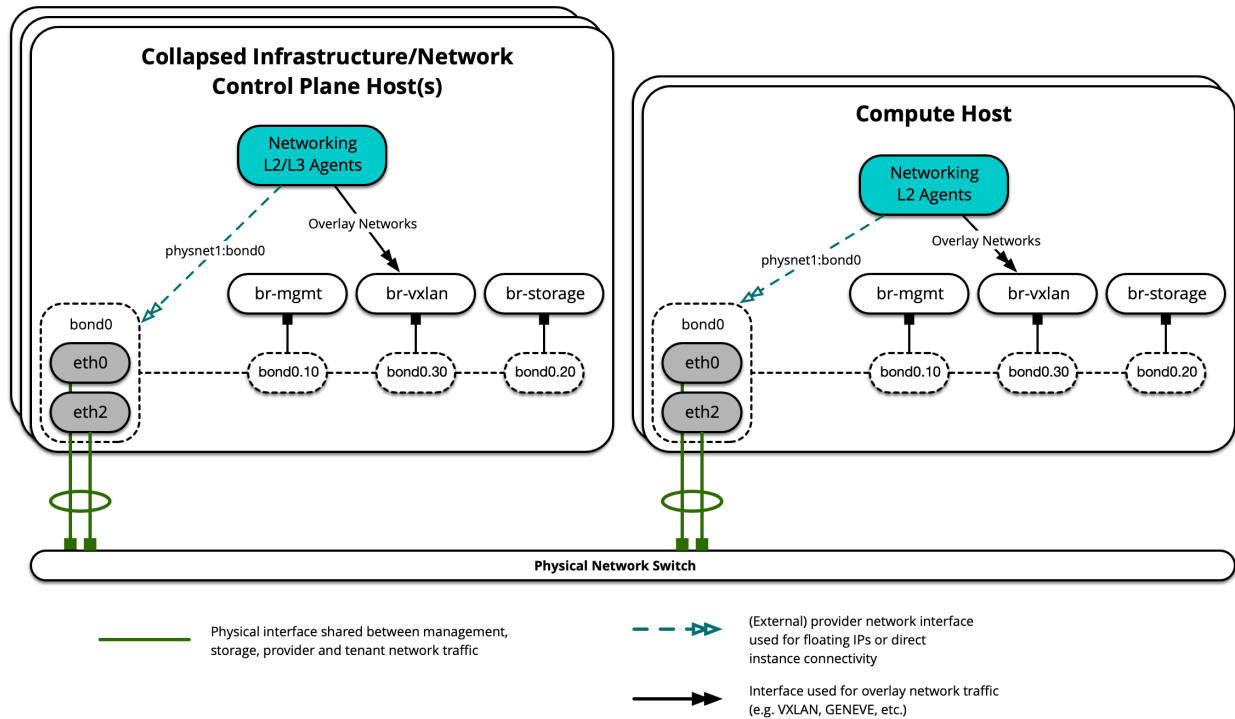 Collapsed Infrastructure/Network
Control Plane Host(s)
Networking
L2/L3 Agents
Overlay Networks
physnet1:bond0
br-mgmt
br-vxlan
br-storage
bond0
eth0
eth2
bond0.10
bond0.30
bond0.20
Compute Host
Networking
L2 Agents
Overlay Networks
physnet1:bond0
br-mgmt
br-vxlan
br-storage
bond0
eth0
eth2
bond0.10
bond0.30
bond0.20
Physical Network Switch
Physical interface shared between management,
storage, provider and tenant network traffic
(External) provider network interface
used for floating IPs or direct
instance connectivity
Interface used for overlay network traffic
(e.g. VXLAN, GENEVE, etc.)